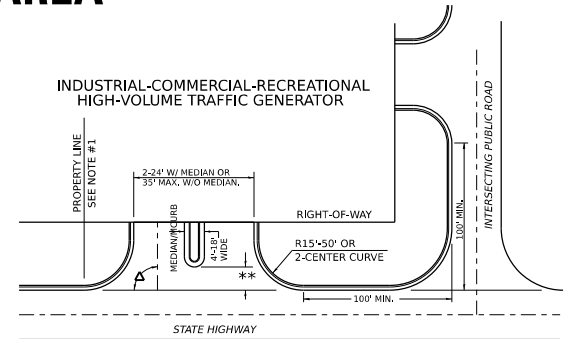 AREA
INDUSTRIAL-COMMERCIAL-RECREATIONAL
HIGH-VOLUME TRAFFIC GENERATOR
PROPERTY LINE
SEE NOTE #1
2-24' W/ MEDIAN OR
35' MAX. W/O MEDIAN.
MEDIAN/CURB
4'-18'
WIDE
RIGHT-OF-WAY
R15'-50' OR
2-CENTER CURVE
**
Δ
100' MIN.
100' MIN.
INTERSECTING PUBLIC ROAD
STATE HIGHWAY